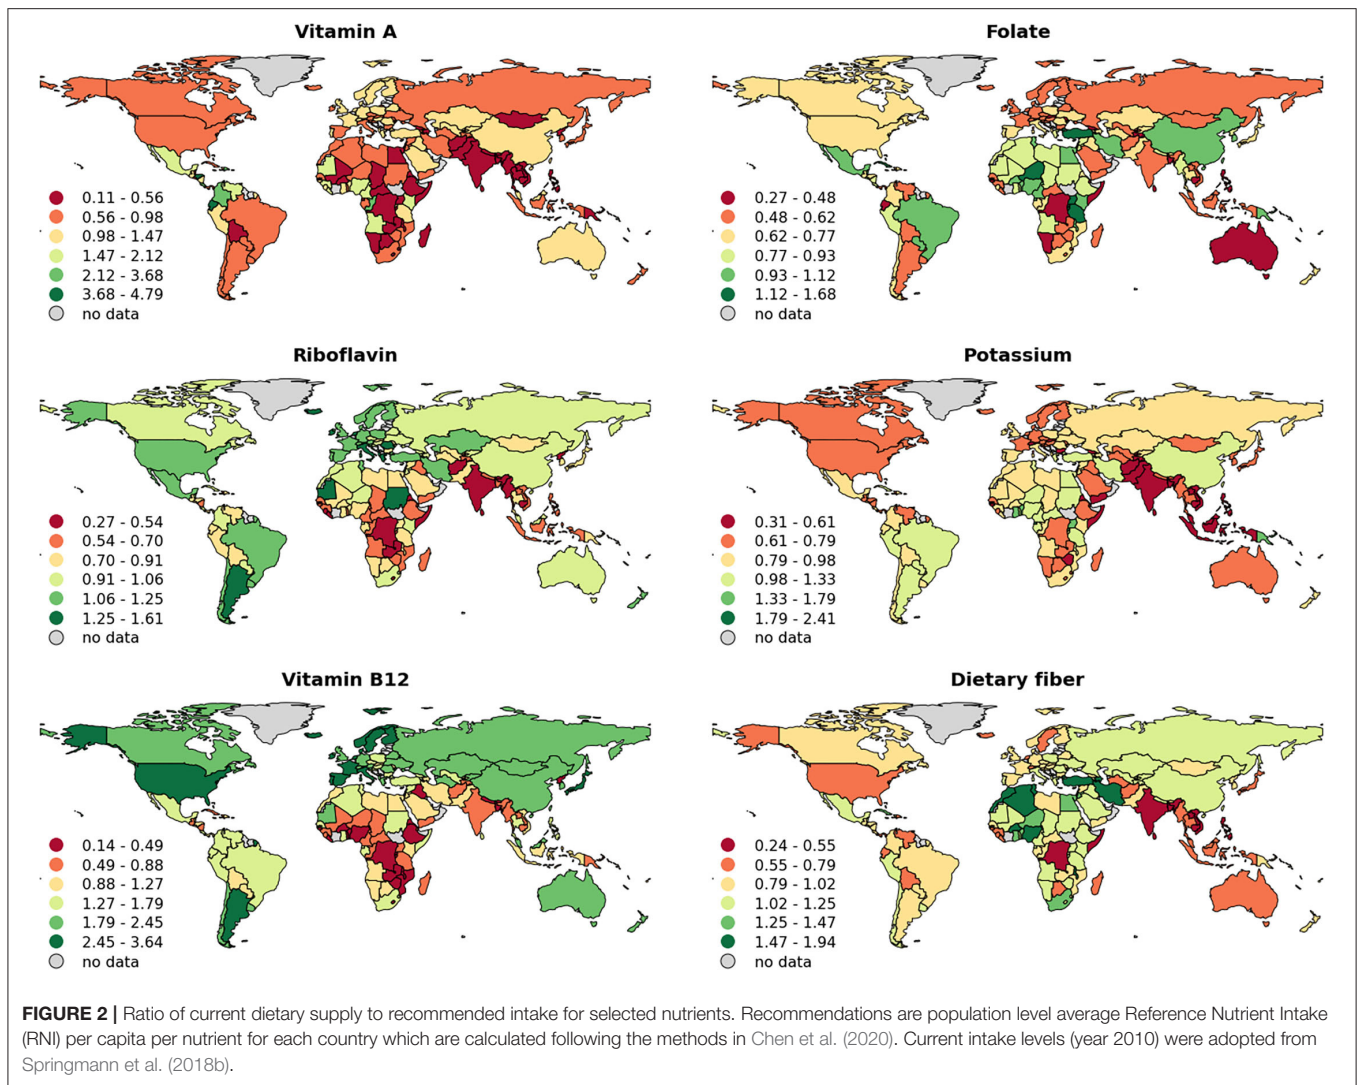 Vitamin A
0.11 - 0.56
0.56 - 0.98
0.98 - 1.47
1.47 - 2.12
2.12 - 3.68
3.68 - 4.79
no data
Folate
0.27 - 0.48
0.48 - 0.62
0.62 - 0.77
0.77 - 0.93
0.93 - 1.12
1.12 - 1.68
no data
Riboflavin
0.27 - 0.54
0.54 - 0.70
0.70 - 0.91
0.91 - 1.06
1.06 - 1.25
1.25 - 1.61
no data
Potassium
0.31 - 0.61
0.61 - 0.79
0.79 - 0.98
0.98 - 1.33
1.33 - 1.79
1.79 - 2.41
no data
Vitamin B12
0.14 - 0.49
0.49 - 0.88
0.88 - 1.27
1.27 - 1.79
1.79 - 2.45
2.45 - 3.64
no data
Dietary fiber
0.24 - 0.55
0.55 - 0.79
0.79 - 1.02
1.02 - 1.25
1.25 - 1.47
1.47 - 1.94
no data
FIGURE 2 | Ratio of current dietary supply to recommended intake for selected nutrients. Recommendations are population level average Reference Nutrient Intake
(RNI) per capita per nutrient for each country which are calculated following the methods in Chen et al. (2020). Current intake levels (year 2010) were adopted from
Springmann et al. (2018b).